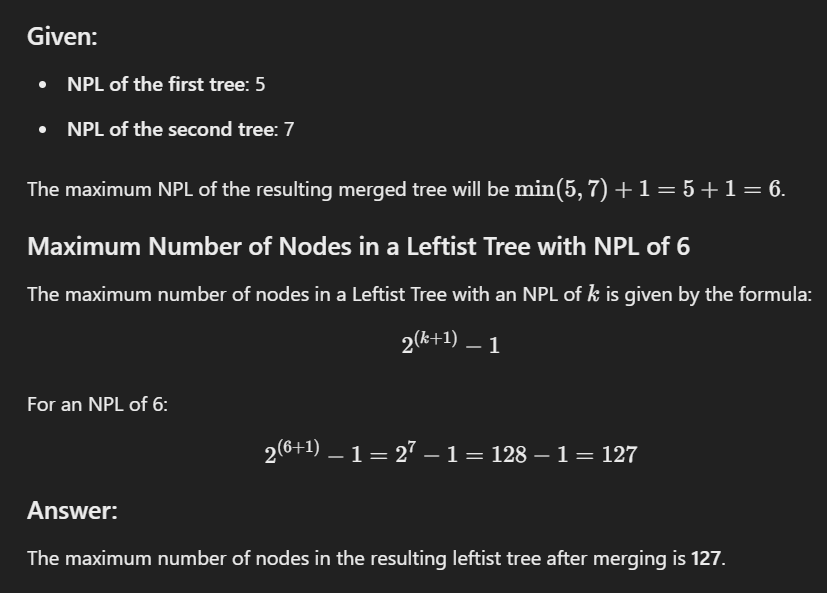 Given:
• NPL of the first tree: 5
• NPL of the second tree: 7
The maximum NPL of the resulting merged tree will be min(5, 7) + 1 = 5 + 1 = 6.
Maximum Number of Nodes in a Leftist Tree with NPL of 6
The maximum number of nodes in a Leftist Tree with an NPL of k is given by the formula:
2^(k+1) − 1
For an NPL of 6:
2^(6+1) − 1 = 2^7 − 1 = 128 − 1 = 127
Answer:
The maximum number of nodes in the resulting leftist tree after merging is 127.